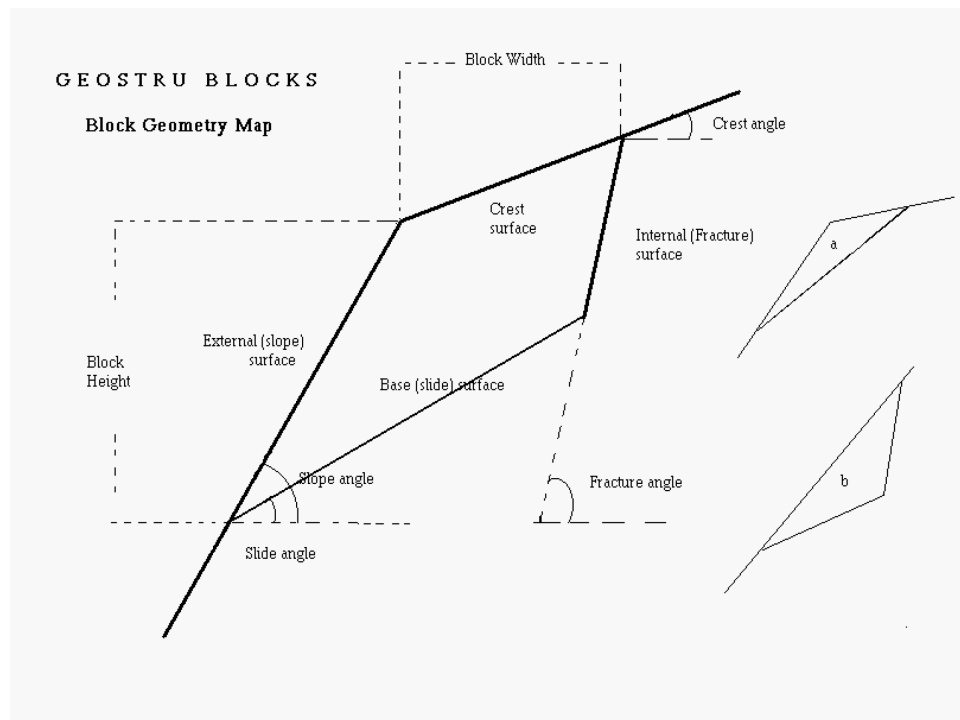 GEOSTRU BLOCKS
Block Geometry Map
Block Width
Crest angle
Crest
surface
Internal (Fracture)
surface
a
External (slope)
surface
Block
Height
Base (slide) surface
Slope angle
Fracture angle
b
Slide angle